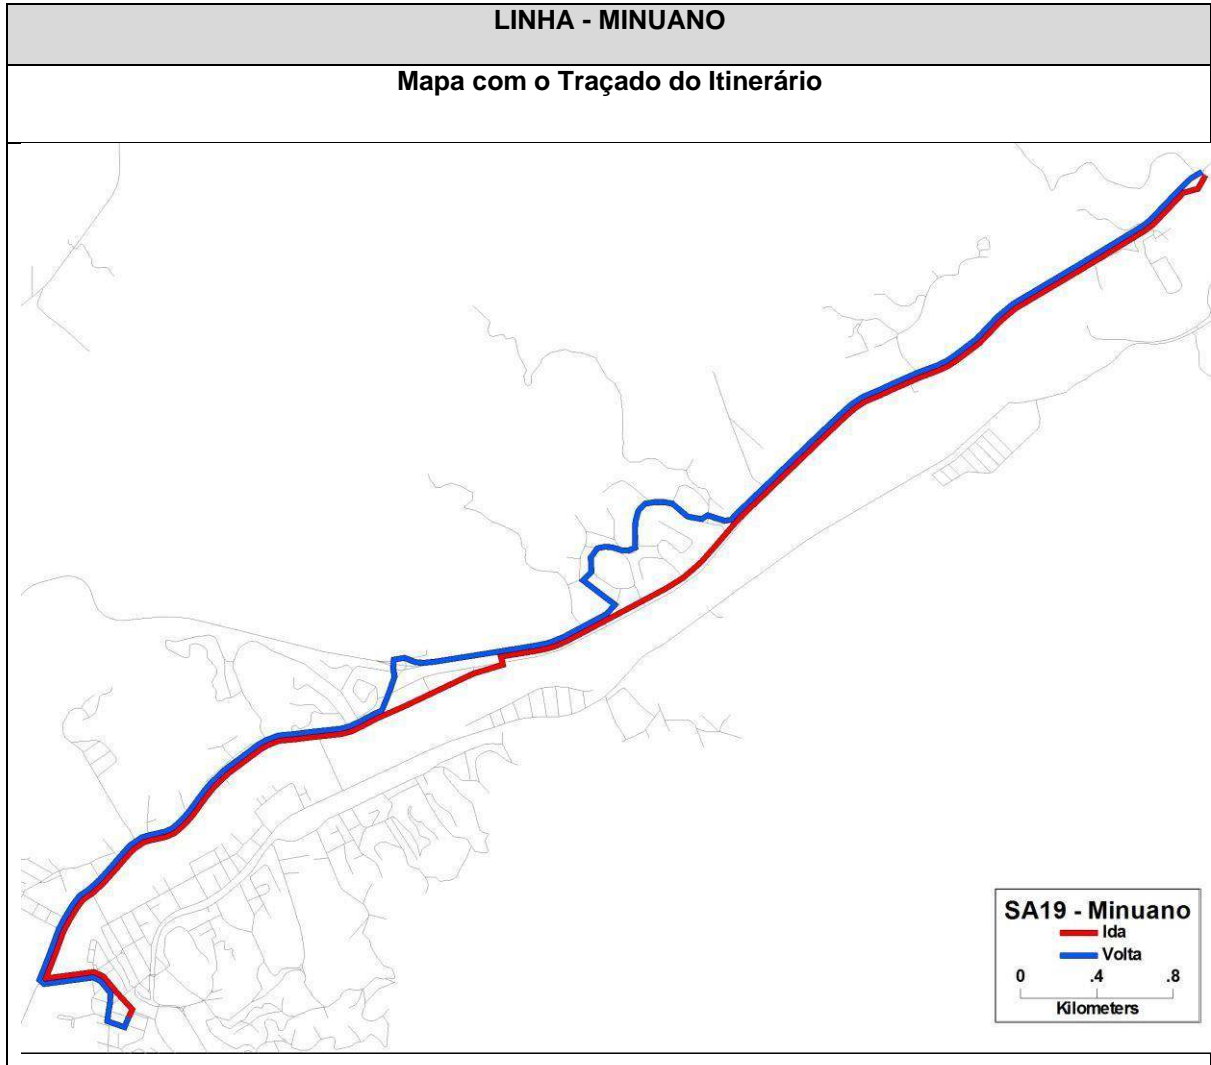 LINHA - MINUANO
Mapa com o Traçado do Itinerário
SA19 - Minuano
Ida
Volta
0 .4 .8
Kilometers